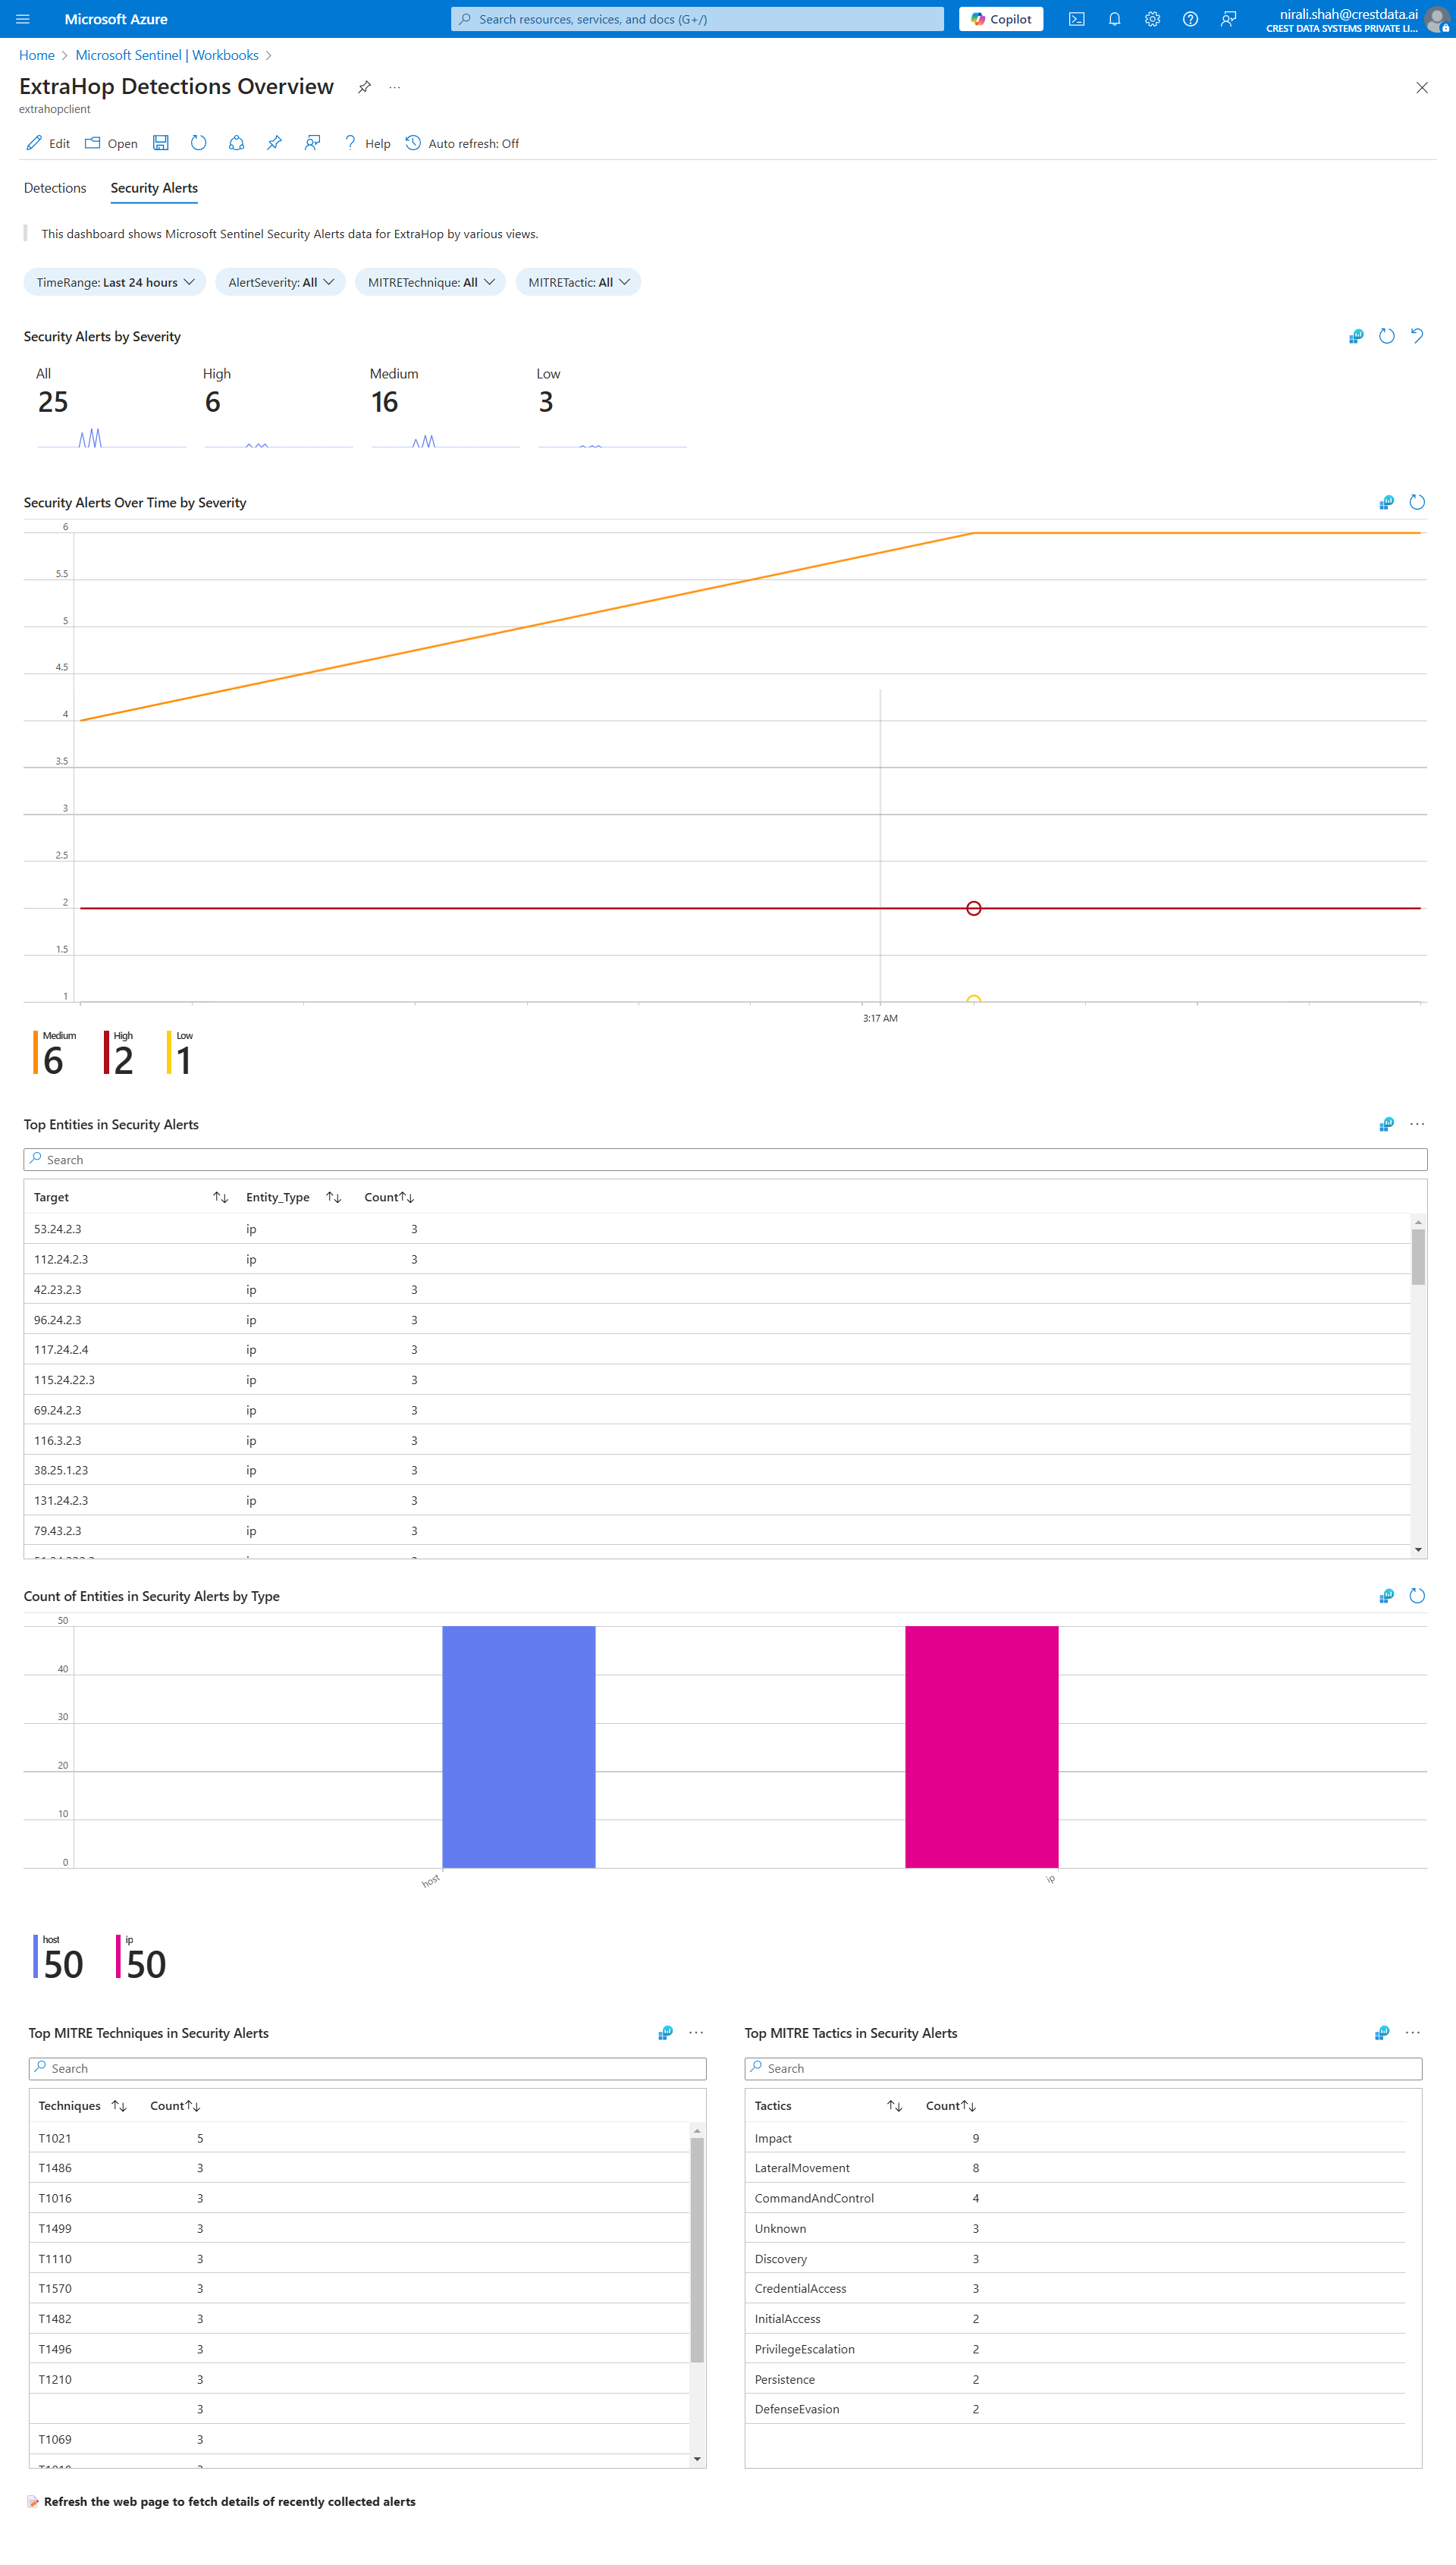 Microsoft Azure
Search resources, services, and docs (G+/)
Copilot
nirali.shah@crestdata.ai
CREST DATA SYSTEMS PRIVATE LI...
Home > Microsoft Sentinel | Workbooks >
ExtraHop Detections Overview
extrahopclient
Edit Open Help Auto refresh: Off
Detections Security Alerts
This dashboard shows Microsoft Sentinel Security Alerts data for ExtraHop by various views.
TimeRange: Last 24 hours AlertSeverity: All MITRETechnique: All MITRETactic: All
Security Alerts by Severity
All High Medium Low
25 6 16 3
Security Alerts Over Time by Severity
6
5.5
5
4.5
4
3.5
3
2.5
2
1.5
1
3:17 AM
Medium High Low
6 2 1
Top Entities in Security Alerts
Search
Target Entity_Type Count
53.24.2.3 ip 3
112.24.2.3 ip 3
42.23.2.3 ip 3
96.24.2.3 ip 3
117.24.2.4 ip 3
115.24.22.3 ip 3
69.24.2.3 ip 3
116.3.2.3 ip 3
38.25.1.23 ip 3
131.24.2.3 ip 3
79.43.2.3 ip 3
Count of Entities in Security Alerts by Type
50
40
30
20
10
0
host ip
host ip
50 50
Top MITRE Techniques in Security Alerts
Search
Techniques Count
T1021 5
T1486 3
T1016 3
T1499 3
T1110 3
T1570 3
T1482 3
T1496 3
T1210 3
3
T1069 3
Top MITRE Tactics in Security Alerts
Search
Tactics Count
Impact 9
LateralMovement 8
CommandAndControl 4
Unknown 3
Discovery 3
CredentialAccess 3
InitialAccess 2
PrivilegeEscalation 2
Persistence 2
DefenseEvasion 2
Refresh the web page to fetch details of recently collected alerts